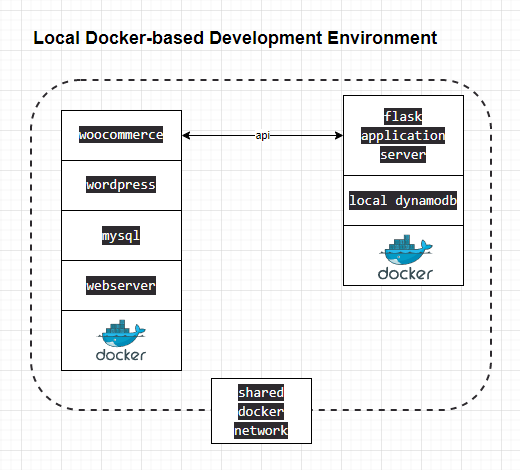 Local Docker-based Development Environment
woocommerce
wordpress
mysql
webserver
docker
api
flask
application
server
local dynamodb
docker
shared
docker
network